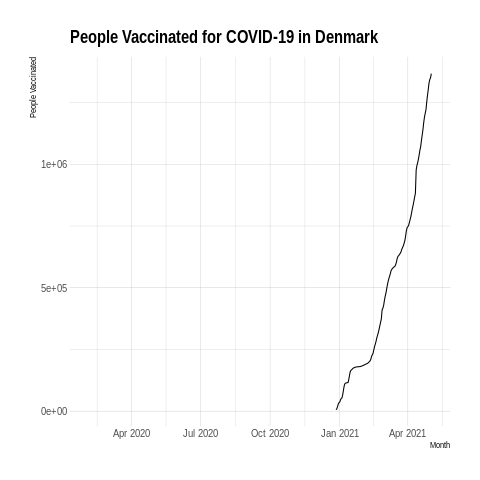 People Vaccinated for COVID-19 in Denmark
People Vaccinated
1e+06
5e+05
0e+00
Apr 2020 Jul 2020 Oct 2020 Jan 2021 Apr 2021
Month